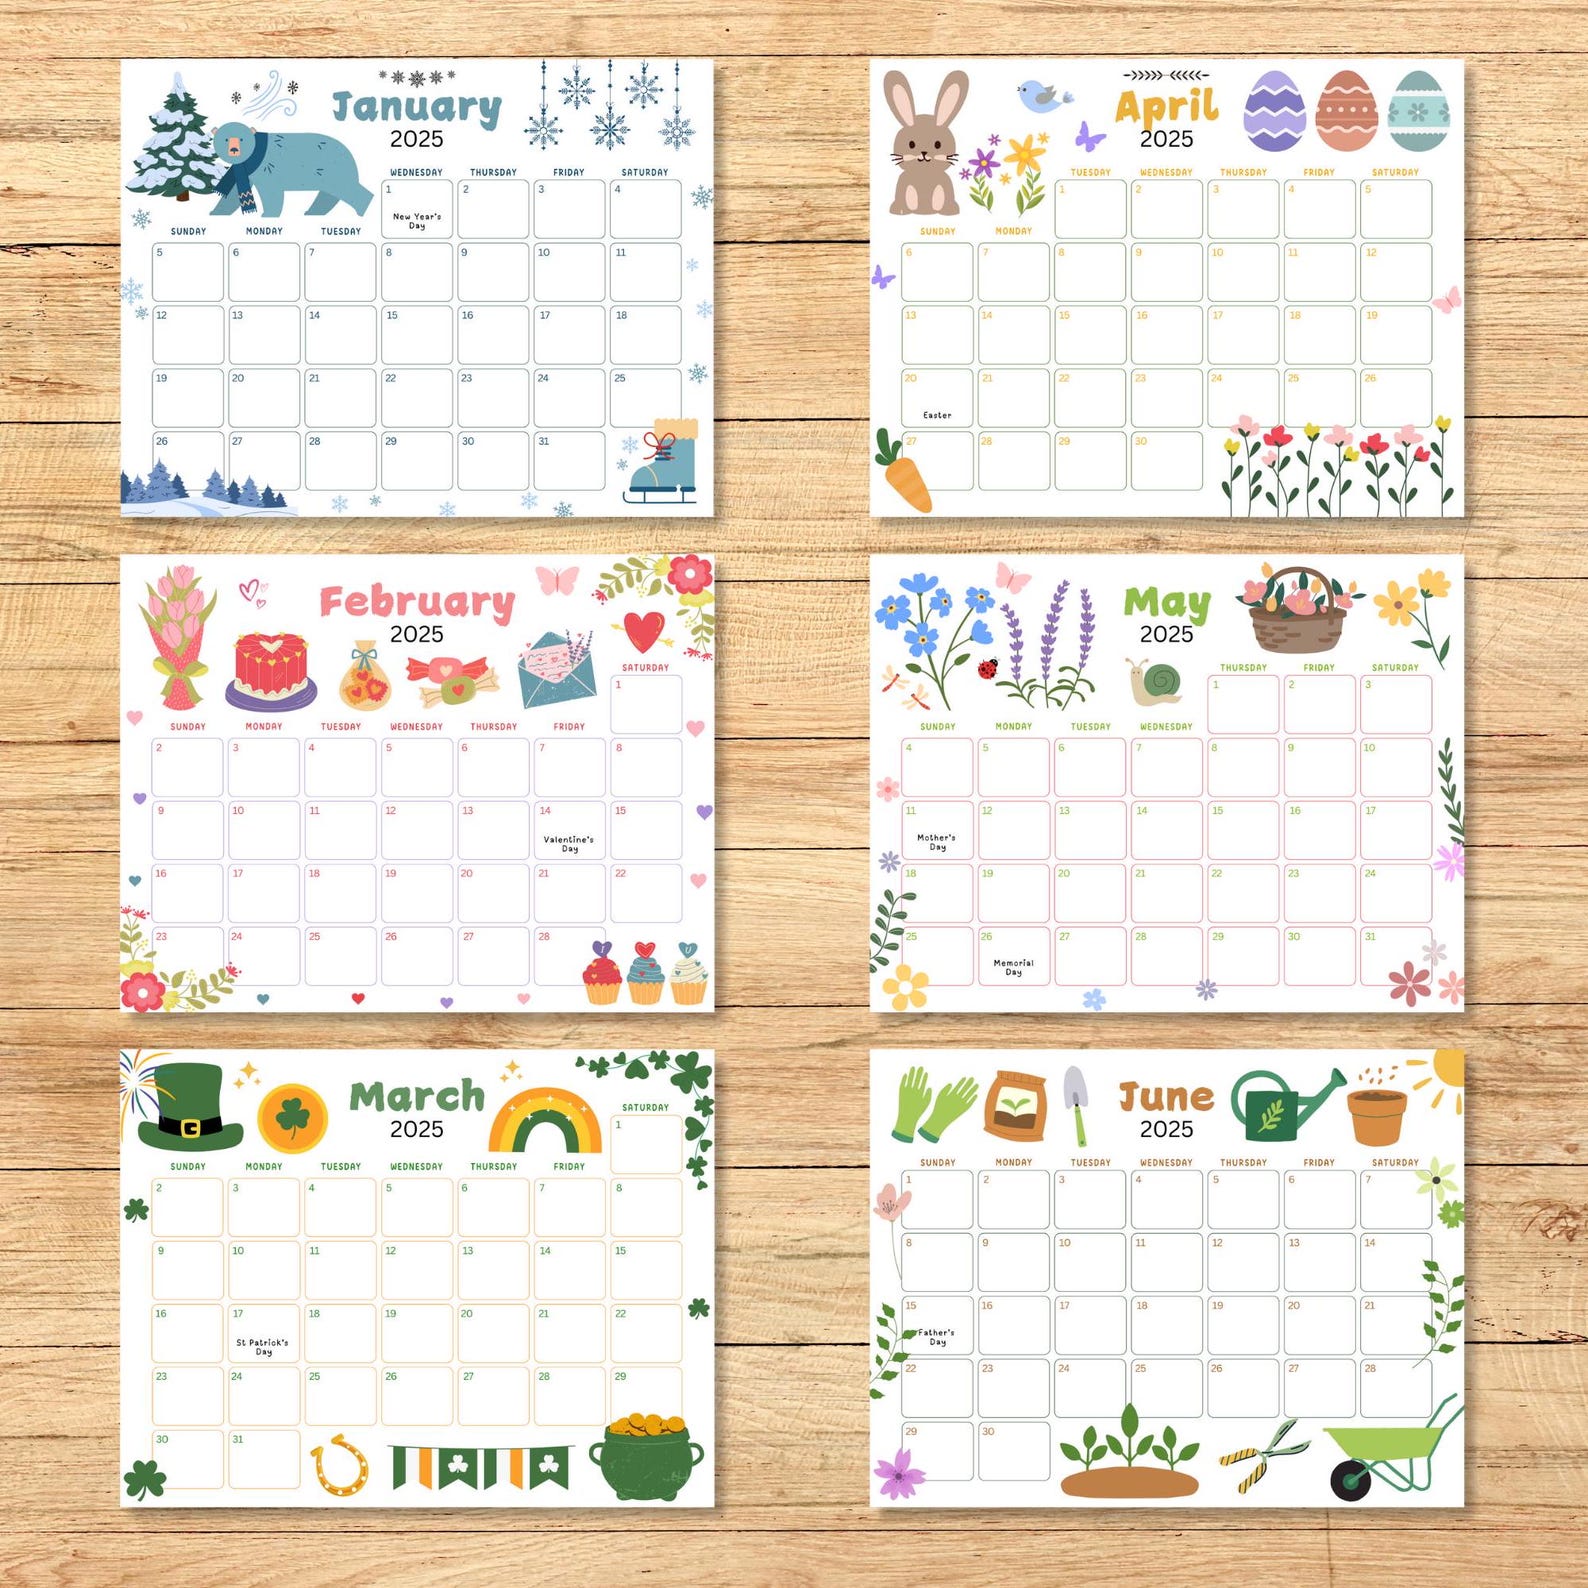 January
2025
WEDNESDAY THURSDAY FRIDAY SATURDAY
1 2 3 4
New Year's
Day
SUNDAY MONDAY TUESDAY
5 6 7 8 9 10 11
12 13 14 15 16 17 18
19 20 21 22 23 24 25
26 27 28 29 30 31
February
2025
SATURDAY
1
SUNDAY MONDAY TUESDAY WEDNESDAY THURSDAY FRIDAY
2 3 4 5 6 7 8
9 10 11 12 13 14 15
Valentine's
Day
16 17 18 19 20 21 22
23 24 25 26 27 28
I U
March
2025
SATURDAY
1
SUNDAY MONDAY TUESDAY WEDNESDAY THURSDAY FRIDAY
2 3 4 5 6 7 8
9 10 11 12 13 14 15
16 17 18 19 20 21 22
St Patrick's
Day
23 24 25 26 27 28 29
30 31
April
2025
TUESDAY WEDNESDAY THURSDAY FRIDAY SATURDAY
1 2 3 4 5
SUNDAY MONDAY
6 7 8 9 10 11 12
13 14 15 16 17 18 19
20 21 22 23 24 25 26
Easter
27 28 29 30
May
2025
THURSDAY FRIDAY SATURDAY
1 2 3
SUNDAY MONDAY TUESDAY WEDNESDAY
4 5 6 7 8 9 10
11 12 13 14 15 16 17
Mother's
Day
18 19 20 21 22 23 24
25 26 27 28 29 30 31
Memorial
Day
June
2025
SUNDAY MONDAY TUESDAY WEDNESDAY THURSDAY FRIDAY SATURDAY
1 2 3 4 5 6 7
8 9 10 11 12 13 14
15 16 17 18 19 20 21
Father's
Day
22 23 24 25 26 27 28
29 30